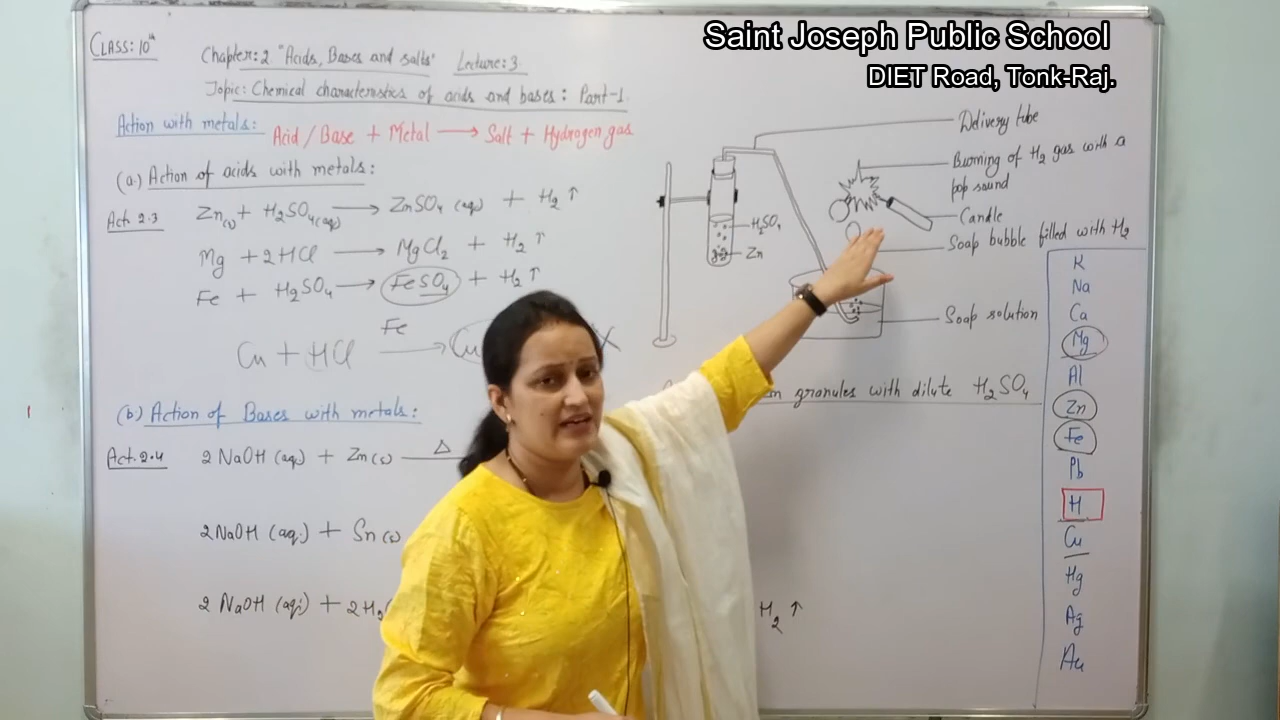 Saint Joseph Public School
DIET Road, Tonk-Raj.
CLASS: 10th
Chapter: 2 "Acids, Bases and salts" Lecture: 3
Topic: Chemical characteristics of acids and bases: Part-1
Action with metals: Acid/Base + Metal → Salt + Hydrogen gas
(a) Action of acids with metals:
Act. 2.3 Zn(s) + H₂SO₄(aq) → ZnSO₄ (aq) + H₂ ↑
Mg + 2HCl → MgCl₂ + H₂ ↑
Fe + H₂SO₄ → FeSO₄ + H₂ ↑
Fe
Cu + HCl → Cu
(b) Action of Bases with metals:
Act. 2.4 2NaOH (aq) + Zn(s) Δ
2NaOH (aq.) + Sn(s)
2 NaOH (aq) + 2H₂ H₂ ↑
Delivery tube
Burning of H₂ gas with a
pop sound
Candle
Soap bubble filled with H₂
H₂SO₄
Zn
Soap solution
granules with dilute H₂SO₄
K
Na
Ca
Mg
Al
Zn
Fe
Pb
H
Cu
Hg
Ag
Au